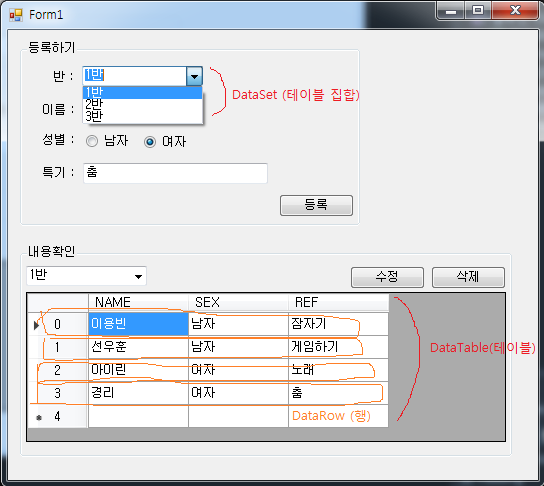 Form1
등록하기
반 : 1반
1반
2반
3반
DataSet (테이블 집합)
이름 :
성별 : 남자 여자
특기 : 춤
등록
내용확인
1반 수정 삭제
NAME SEX REF
0 이용빈 남자 잠자기
1 선우훈 남자 게임하기
2 아이린 여자 노래
3 경리 여자 춤
4
DataTable(테이블)
DataRow (행)